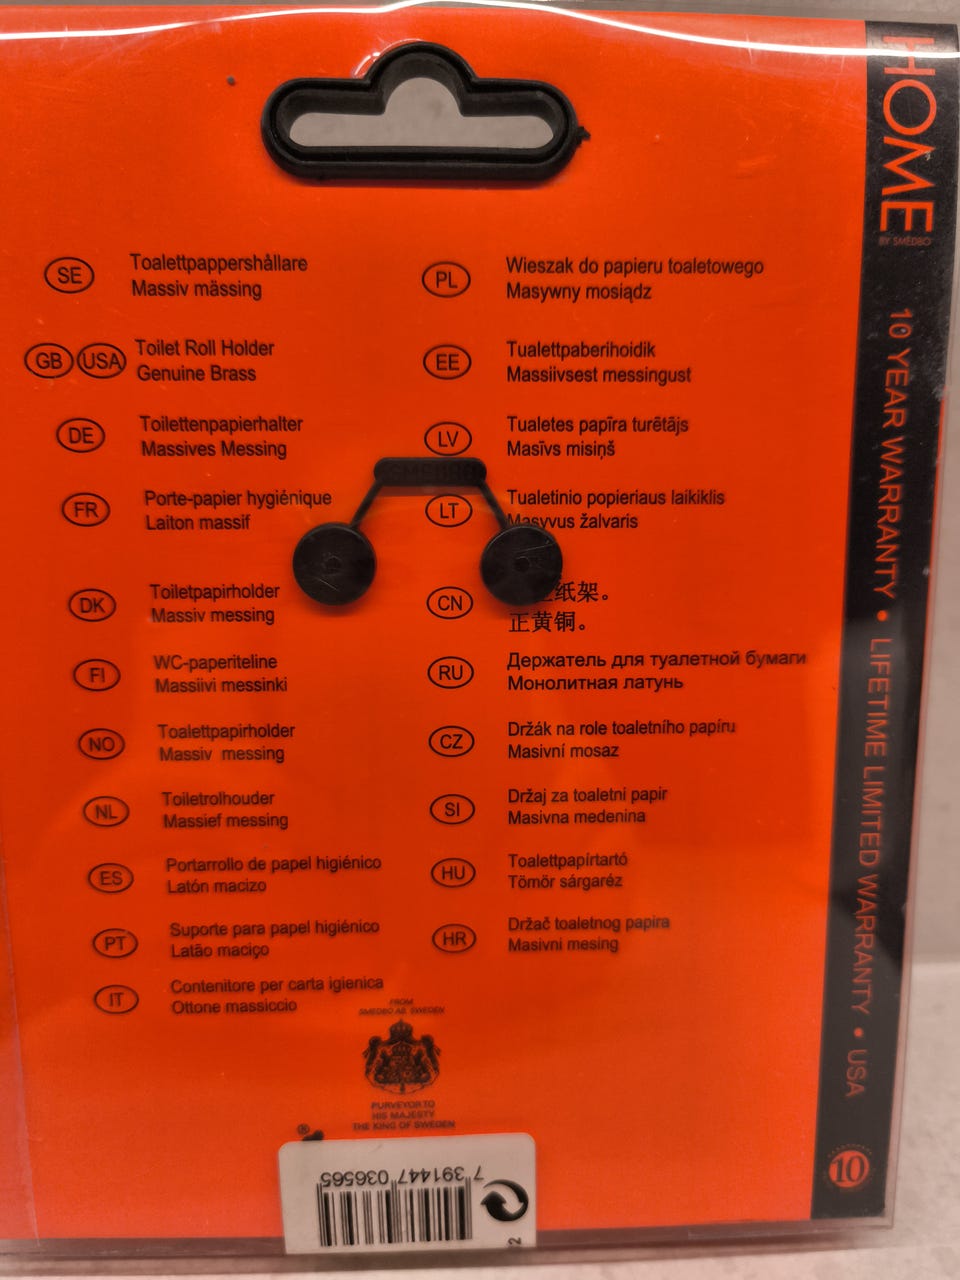 SE
Toalettpappershållare
Massiv mässing
GB USA
Toilet Roll Holder
Genuine Brass
DE
Toilettenpapierhalter
Massives Messing
FR
Porte-papier hygiénique
Laiton massif
DK
Toiletpapirholder
Massiv messing
FI
WC-paperiteline
Massiivi messinki
NO
Toalettpapirholder
Massiv messing
NL
Toiletrolhouder
Massief messing
ES
Portarrollo de papel higiénico
Latón macizo
PT
Suporte para papel higiénico
Latão maciço
IT
Contenitore per carta igienica
Ottone massiccio
PL
Wieszak do papieru toaletowego
Masywny mosiądz
EE
Tualettpaberihoidik
Massiivsest messingust
LV
Tualetes papīra turētājs
Masīvs misiņš
LT
Tualetinio popieriaus laikiklis
Masyvus žalvaris
CN
纸架。
正黄铜。
RU
Держатель для туалетной бумаги
Монолитная латунь
CZ
Držák na role toaletního papíru
Masivní mosaz
SI
Držaj za toaletni papir
Masivna medenina
HU
Toalettpapírtartó
Tömör sárgaréz
HR
Držač toaletnog papira
Masivni mesing
SMEDBO
FROM
SMEDBO AB, SWEDEN
PURVEYOR TO
HIS MAJESTY
THE KING OF SWEDEN
®
7 391447 036565
HOME
BY SMEDBO
10 YEAR WARRANTY • LIFETIME LIMITED WARRANTY • USA
10